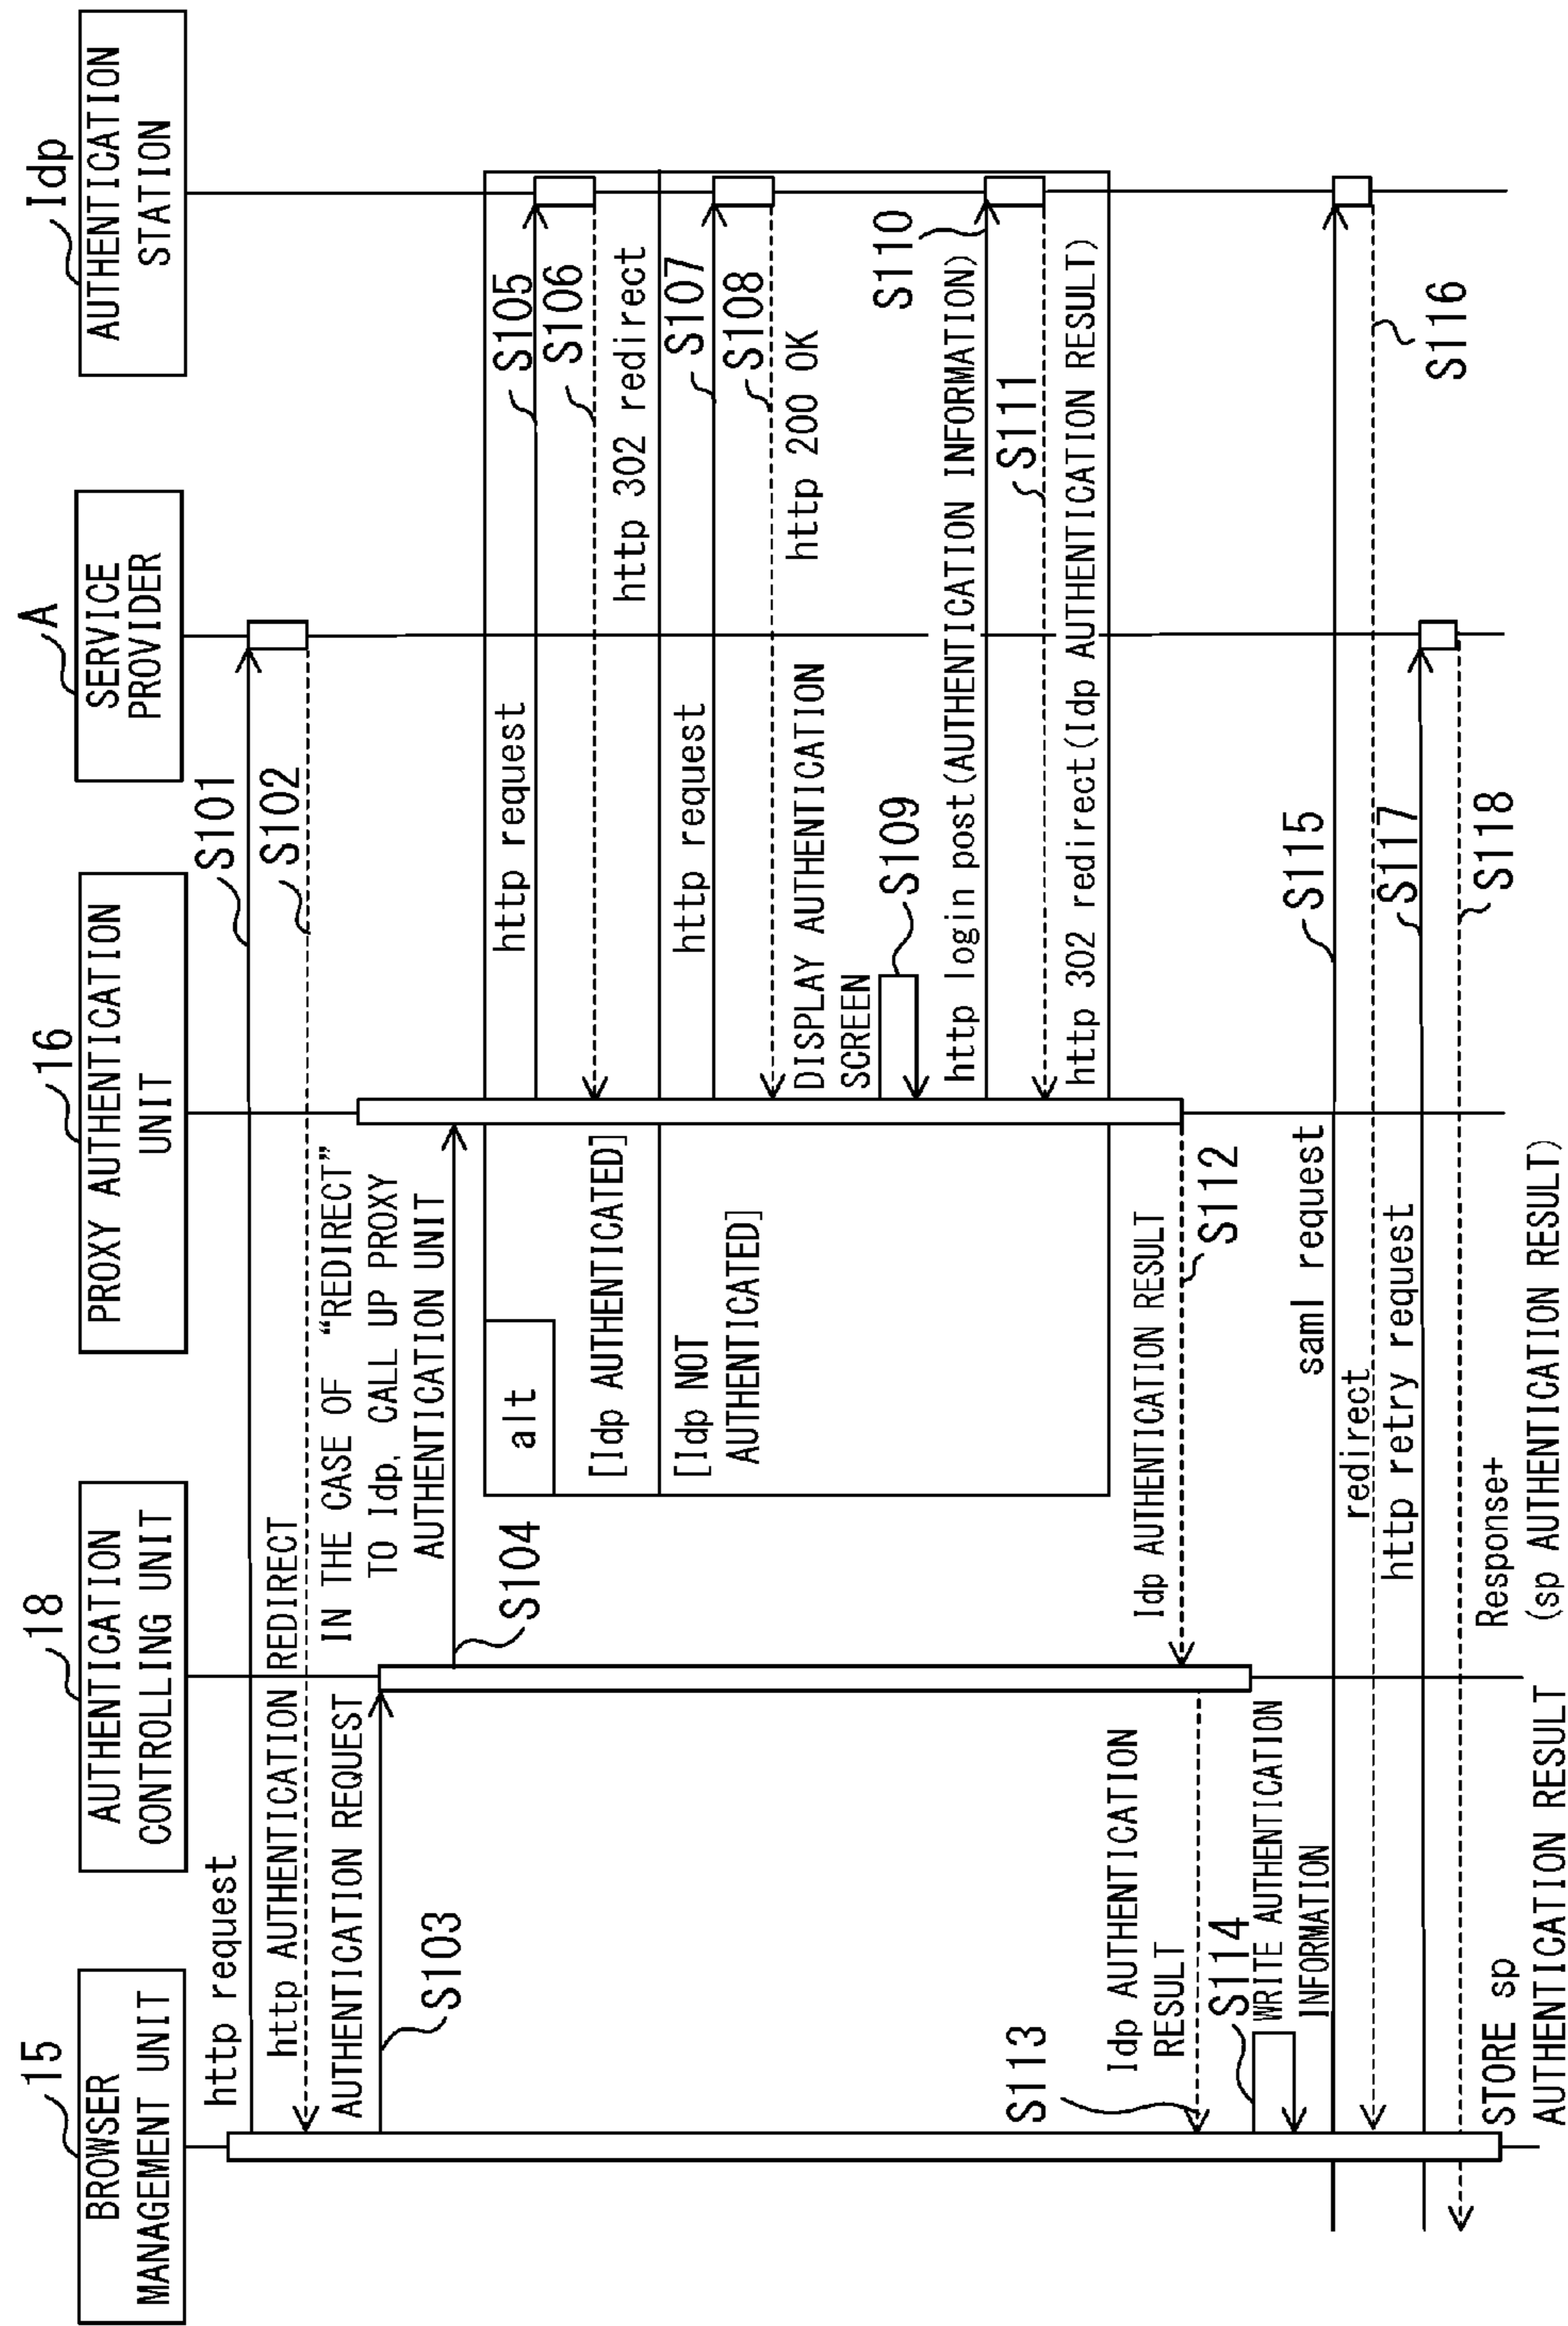 15
BROWSER
MANAGEMENT UNIT
18
AUTHENTICATION
CONTROLLING UNIT
16
PROXY AUTHENTICATION
UNIT
A
SERVICE
PROVIDER
Idp
AUTHENTICATION
STATION
http request
S101
http AUTHENTICATION REDIRECT
S102
AUTHENTICATION REQUEST
S103
IN THE CASE OF “REDIRECT”
TO Idp, CALL UP PROXY
AUTHENTICATION UNIT
S104
alt
[Idp AUTHENTICATED]
http request
S105
S106
http 302 redirect
[Idp NOT
AUTHENTICATED]
http request
S107
S108
http 200 OK
DISPLAY AUTHENTICATION
SCREEN
S109
http login post(AUTHENTICATION INFORMATION)
S110
S111
http 302 redirect(Idp AUTHENTICATION RESULT)
Idp AUTHENTICATION RESULT
S112
Idp AUTHENTICATION
RESULT
S113
S114
WRITE AUTHENTICATION
INFORMATION
saml request
S115
redirect
S116
http retry request
S117
S118
Response+
(sp AUTHENTICATION RESULT)
STORE sp
AUTHENTICATION RESULT